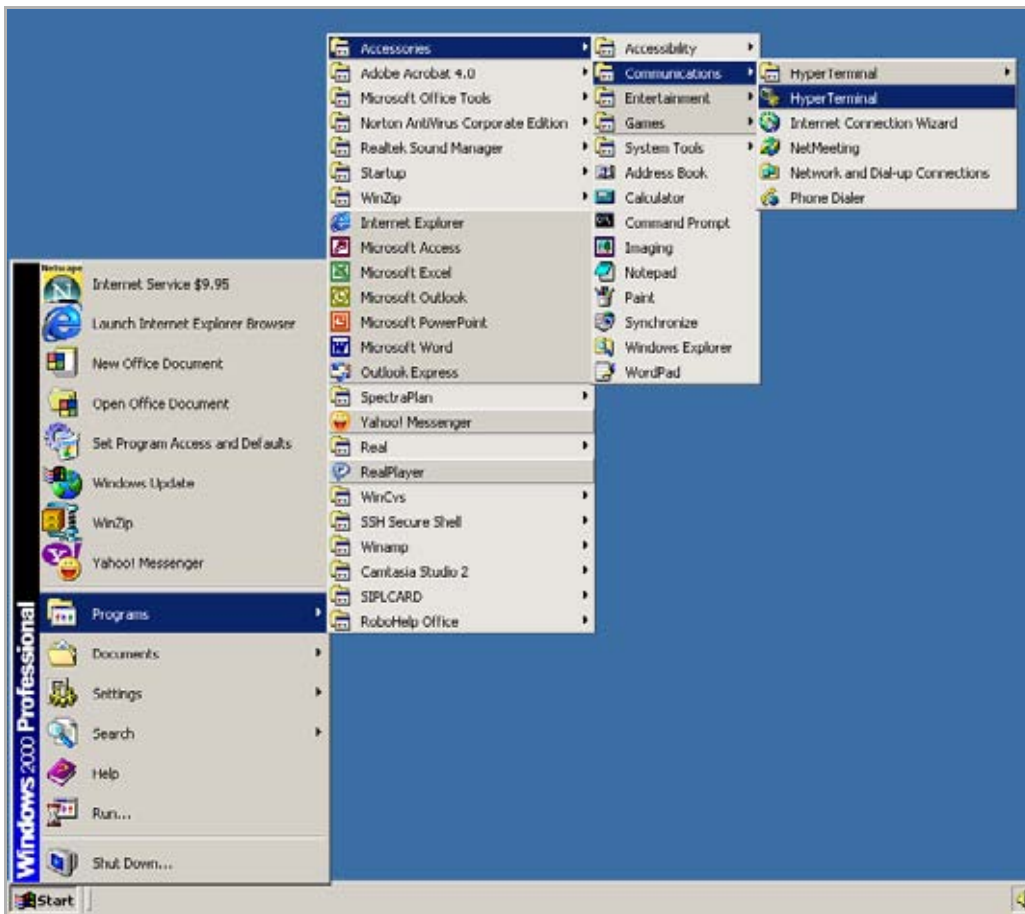 Netscape
Internet Service $9.95
Launch Internet Explorer Browser
New Office Document
Open Office Document
Set Program Access and Defaults
Windows Update
WinZip
Yahoo! Messenger
Programs
Documents
Settings
Search
Help
Run...
Shut Down...
Windows 2000 Professional
Start
Accessories
Adobe Acrobat 4.0
Microsoft Office Tools
Norton AntiVirus Corporate Edition
Realtek Sound Manager
Startup
WinZip
Internet Explorer
Microsoft Access
Microsoft Excel
Microsoft Outlook
Microsoft PowerPoint
Microsoft Word
Outlook Express
SpectraPlan
Yahoo! Messenger
Real
RealPlayer
WinCvs
SSH Secure Shell
Winamp
Camtasia Studio 2
SIPLCARD
RoboHelp Office
Accessibility
Communications
Entertainment
Games
System Tools
Address Book
Calculator
Command Prompt
Imaging
Notepad
Paint
Synchronize
Windows Explorer
WordPad
HyperTerminal
HyperTerminal
Internet Connection Wizard
NetMeeting
Network and Dial-up Connections
Phone Dialer